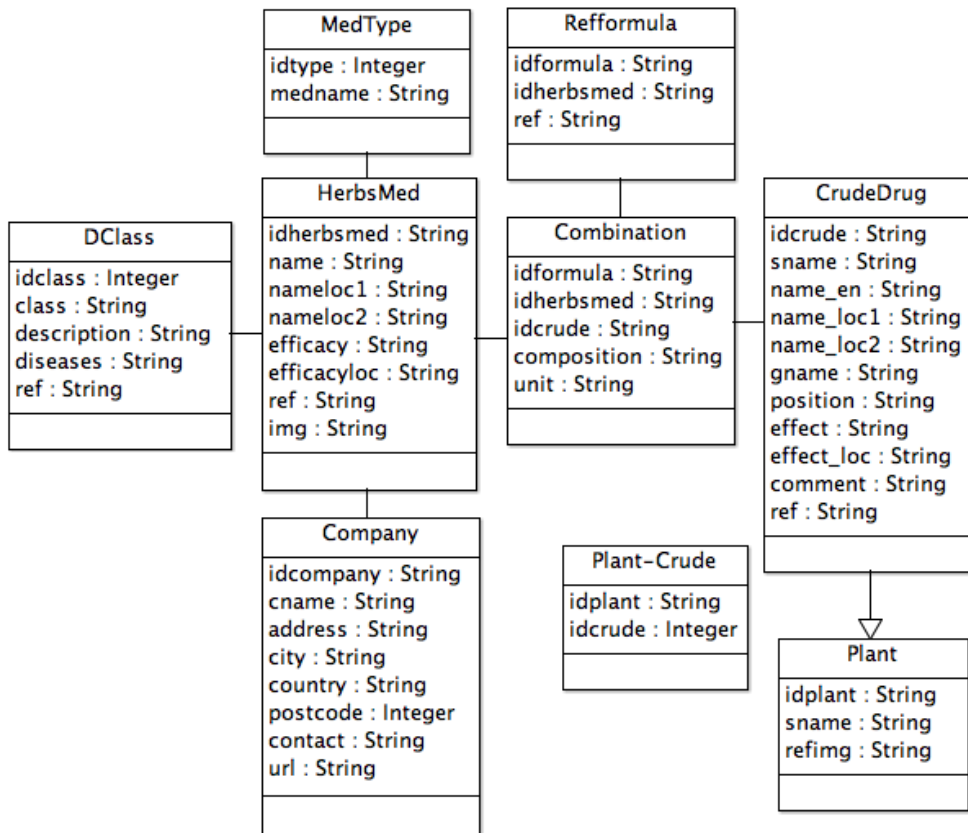 MedType
idtype : Integer
medname : String
Refformula
idformula : String
idherbsmed : String
ref : String
DClass
idclass : Integer
class : String
description : String
diseases : String
ref : String
HerbsMed
idherbsmed : String
name : String
nameloc1 : String
nameloc2 : String
efficacy : String
efficacyloc : String
ref : String
img : String
Combination
idformula : String
idherbsmed : String
idcrude : String
composition : String
unit : String
CrudeDrug
idcrude : String
sname : String
name_en : String
name_loc1 : String
name_loc2 : String
gname : String
position : String
effect : String
effect_loc : String
comment : String
ref : String
Company
idcompany : String
cname : String
address : String
city : String
country : String
postcode : Integer
contact : String
url : String
Plant-Crude
idplant : String
idcrude : Integer
Plant
idplant : String
sname : String
refimg : String